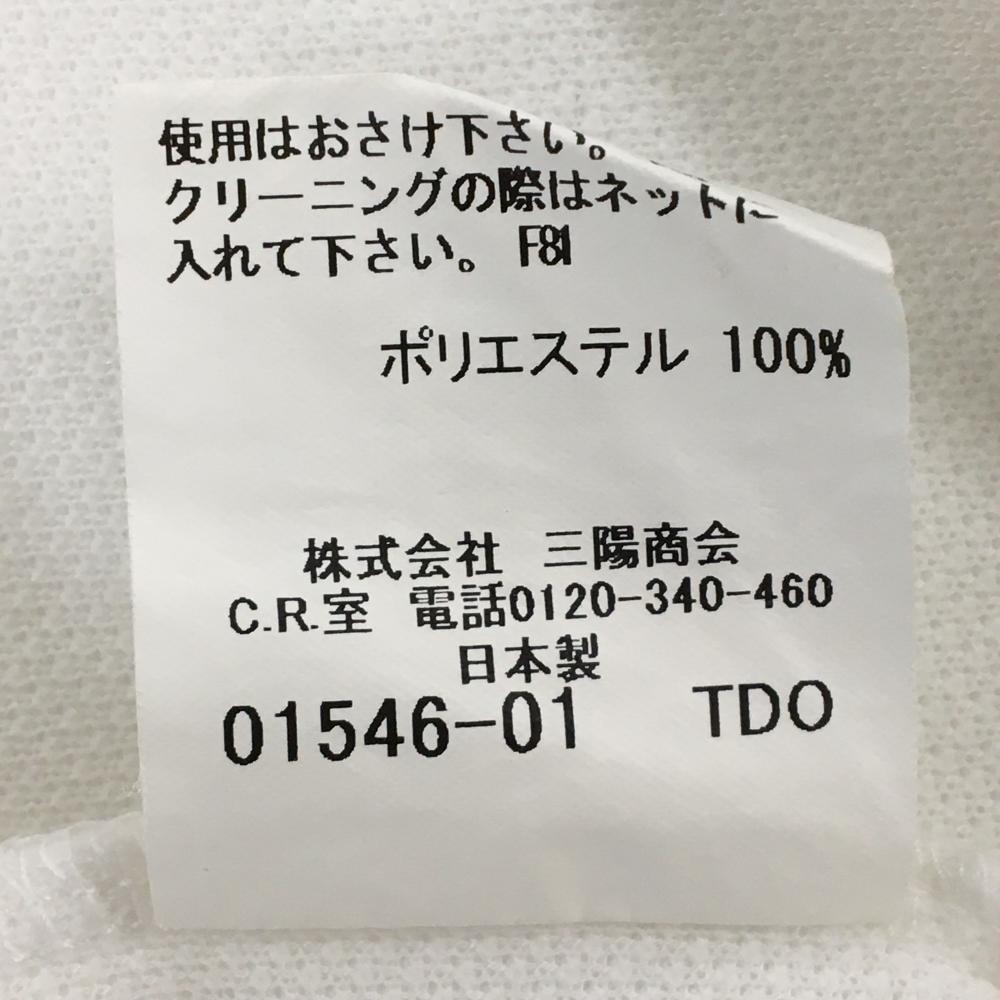 使用はおさけ下さい。
クリーニングの際はネットに
入れて下さい。 F81
ポリエステル 100%
株式会社 三陽商会
C.R.室 電話0120-340-460
日本製
01546-01 TDO